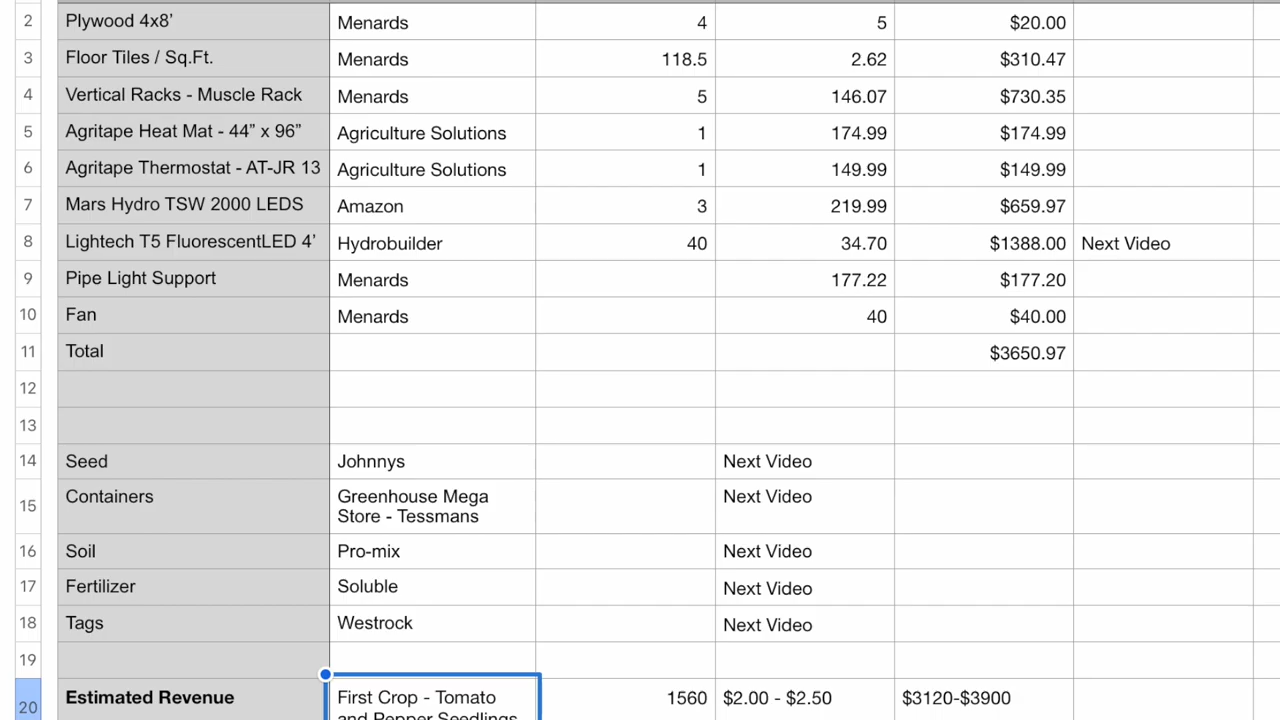 2 Plywood 4x8’ Menards 4 5 $20.00
3 Floor Tiles / Sq.Ft. Menards 118.5 2.62 $310.47
4 Vertical Racks - Muscle Rack Menards 5 146.07 $730.35
5 Agritape Heat Mat - 44” x 96” Agriculture Solutions 1 174.99 $174.99
6 Agritape Thermostat - AT-JR 13 Agriculture Solutions 1 149.99 $149.99
7 Mars Hydro TSW 2000 LEDS Amazon 3 219.99 $659.97
8 Lightech T5 FluorescentLED 4’ Hydrobuilder 40 34.70 $1388.00 Next Video
9 Pipe Light Support Menards 177.22 $177.20
10 Fan Menards 40 $40.00
11 Total $3650.97
12
13
14 Seed Johnnys Next Video
15 Containers Greenhouse Mega Next Video
Store - Tessmans
16 Soil Pro-mix Next Video
17 Fertilizer Soluble Next Video
18 Tags Westrock Next Video
19
20 Estimated Revenue First Crop - Tomato 1560 $2.00 - $2.50 $3120-$3900
and Pepper Seedlings